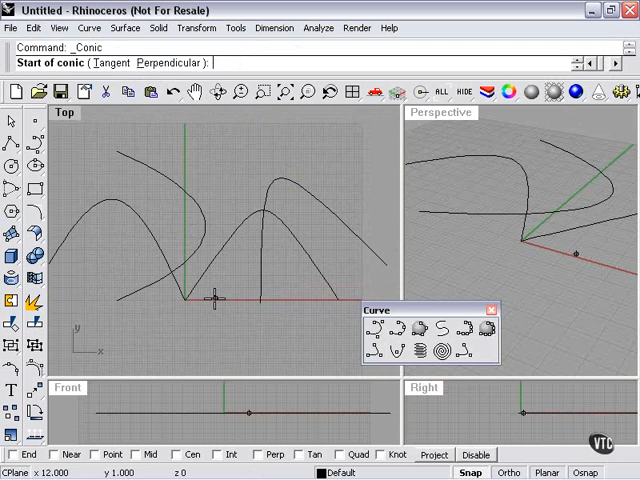 Untitled - Rhinoceros (Not For Resale)
File Edit View Curve Surface Solid Mesh Transform Tools Dimension Analyze Render Help
Command: _Conic
Start of conic ( Tangent Perpendicular ):
ALL HIDE
Top
Perspective
Curve
y
x
T
Front
Right
VTC
End Near Point Mid Cen Int Perp Tan Quad Knot Project Disable
CPlane x 12.000 y 1.000 z 0 Default Snap Ortho Planar Osnap